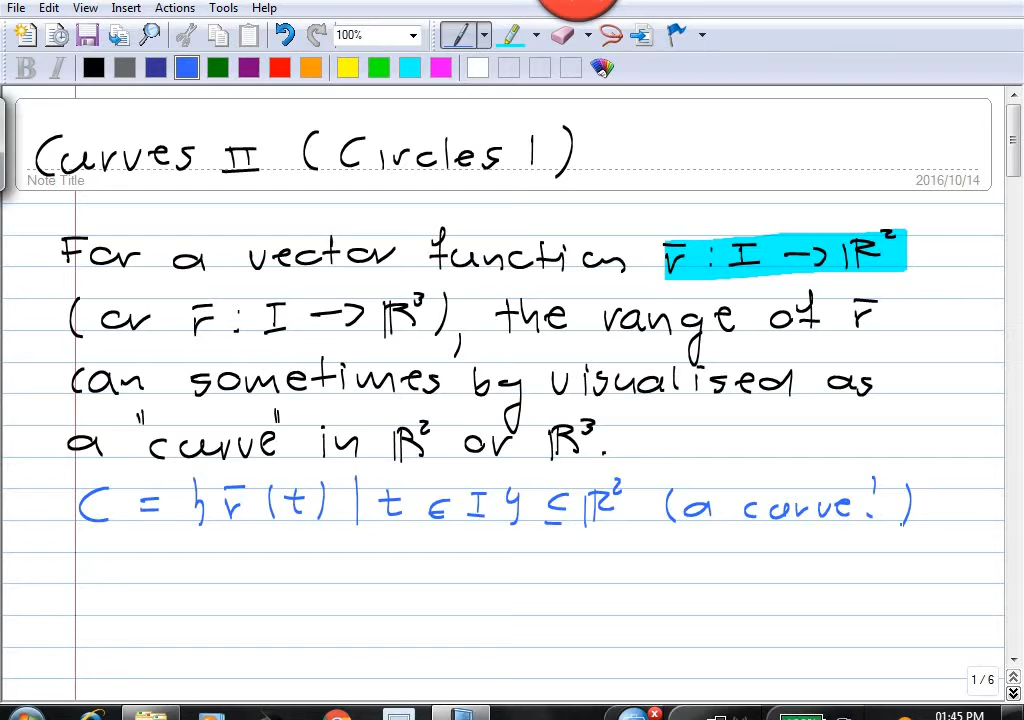 File Edit View Insert Actions Tools Help
100%
B I
Curves II (Circles 1)
Note Title 2016/10/14
For a vector function r̄ : I → ℝ²
(or r̄ : I → ℝ³), the range of r̄
can sometimes by visualised as
a "curve" in ℝ² or ℝ³.
C = { r̄(t) | t ∈ I } ⊆ ℝ² (a curve!)
1 / 6
01:45 PM